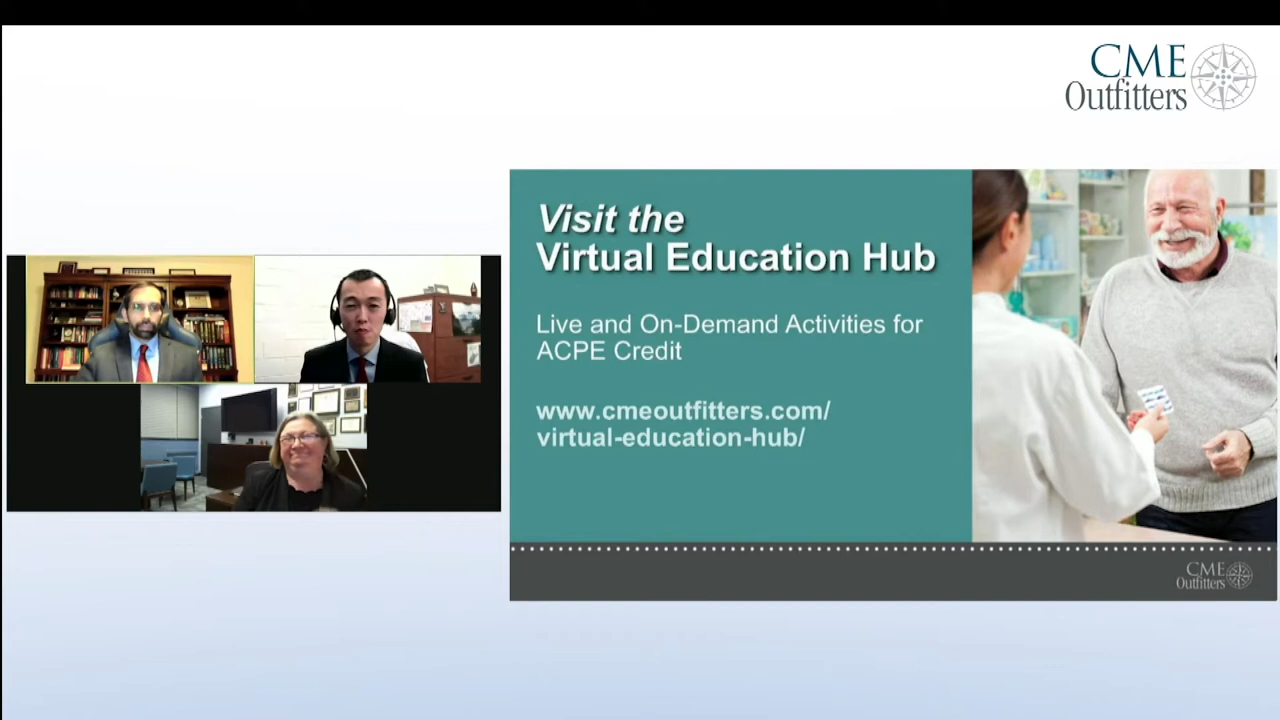 CME
Outfitters
Visit the
Virtual Education Hub
Live and On-Demand Activities for
ACPE Credit
www.cmeoutfitters.com/
virtual-education-hub/
CME
Outfitters